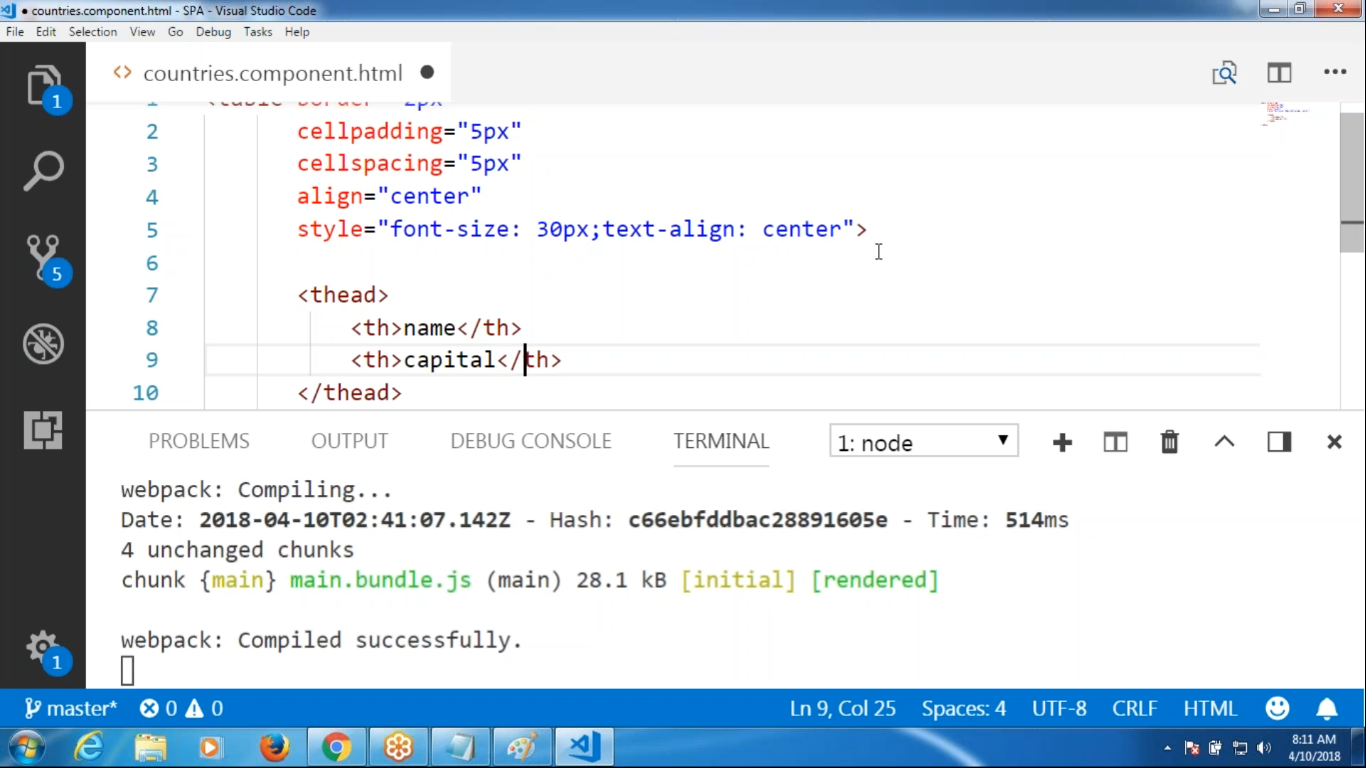 countries.component.html - SPA - Visual Studio Code
File Edit Selection View Go Debug Tasks Help
<> countries.component.html
2 cellpadding="5px"
3 cellspacing="5px"
4 align="center"
5 style="font-size: 30px;text-align: center">
6
7 <thead>
8 <th>name</th>
9 <th>capital</th>
10 </thead>
1
5
1
PROBLEMS OUTPUT DEBUG CONSOLE TERMINAL 1: node
webpack: Compiling...
Date: 2018-04-10T02:41:07.142Z - Hash: c66ebfddbac28891605e - Time: 514ms
4 unchanged chunks
chunk {main} main.bundle.js (main) 28.1 kB [initial] [rendered]
webpack: Compiled successfully.
master* 0 0 Ln 9, Col 25 Spaces: 4 UTF-8 CRLF HTML
8:11 AM
4/10/2018